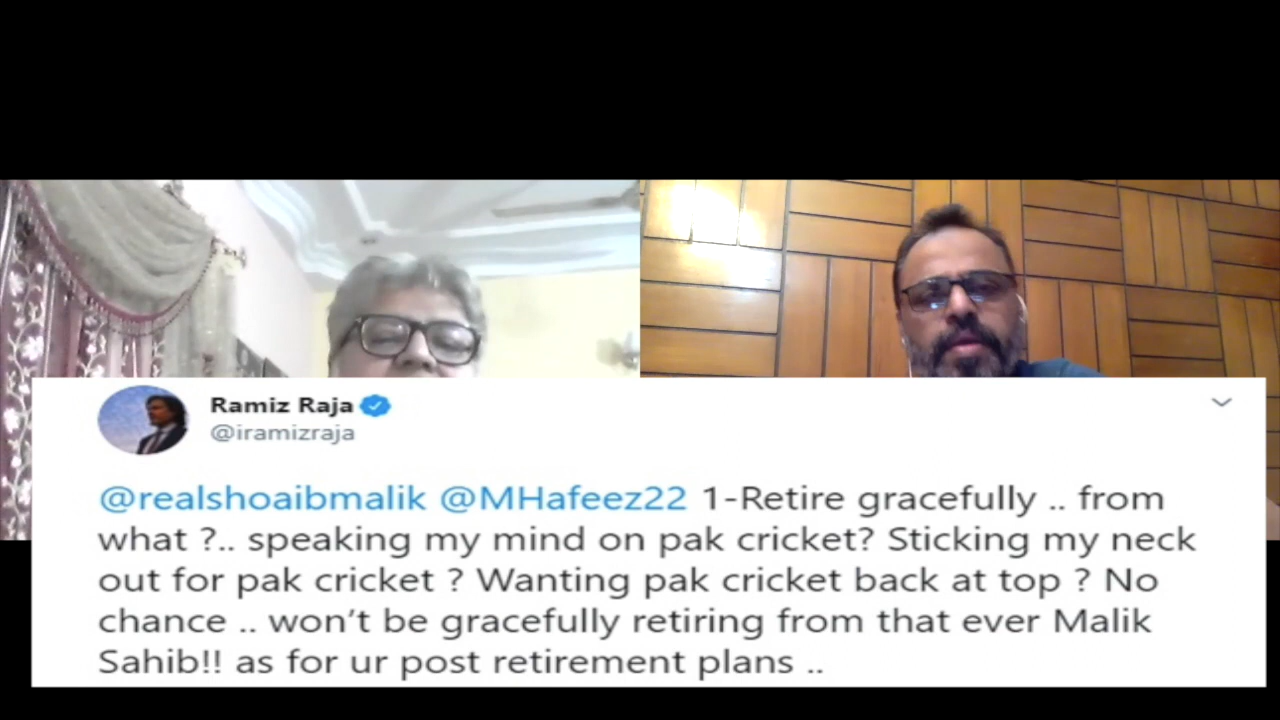 Ramiz Raja
@iramizraja
@realshoaibmalik @MHafeez22 1-Retire gracefully .. from
what ?.. speaking my mind on pak cricket? Sticking my neck
out for pak cricket ? Wanting pak cricket back at top ? No
chance .. won’t be gracefully retiring from that ever Malik
Sahib!! as for ur post retirement plans ..